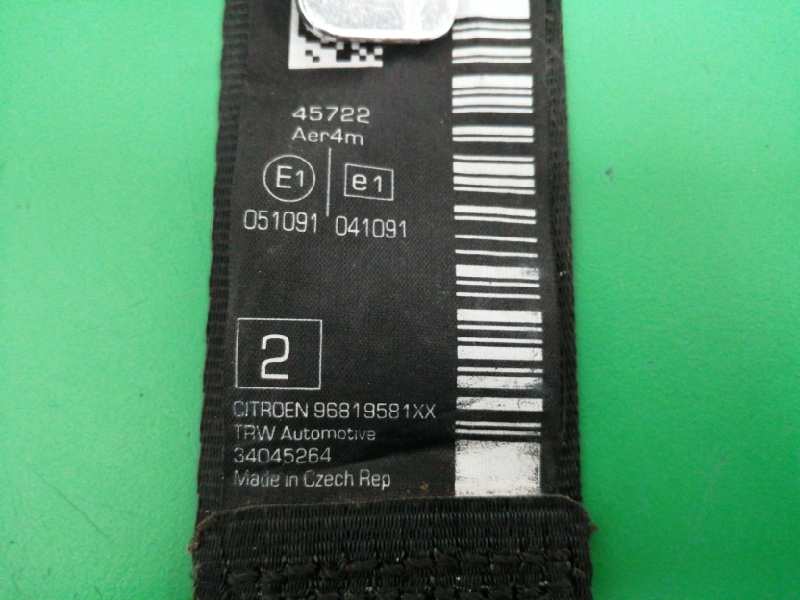 45722
Aer4m
E1 e1
051091 041091
2
CITROEN 96819581XX
TRW Automotive
34045264
Made in Czech Rep